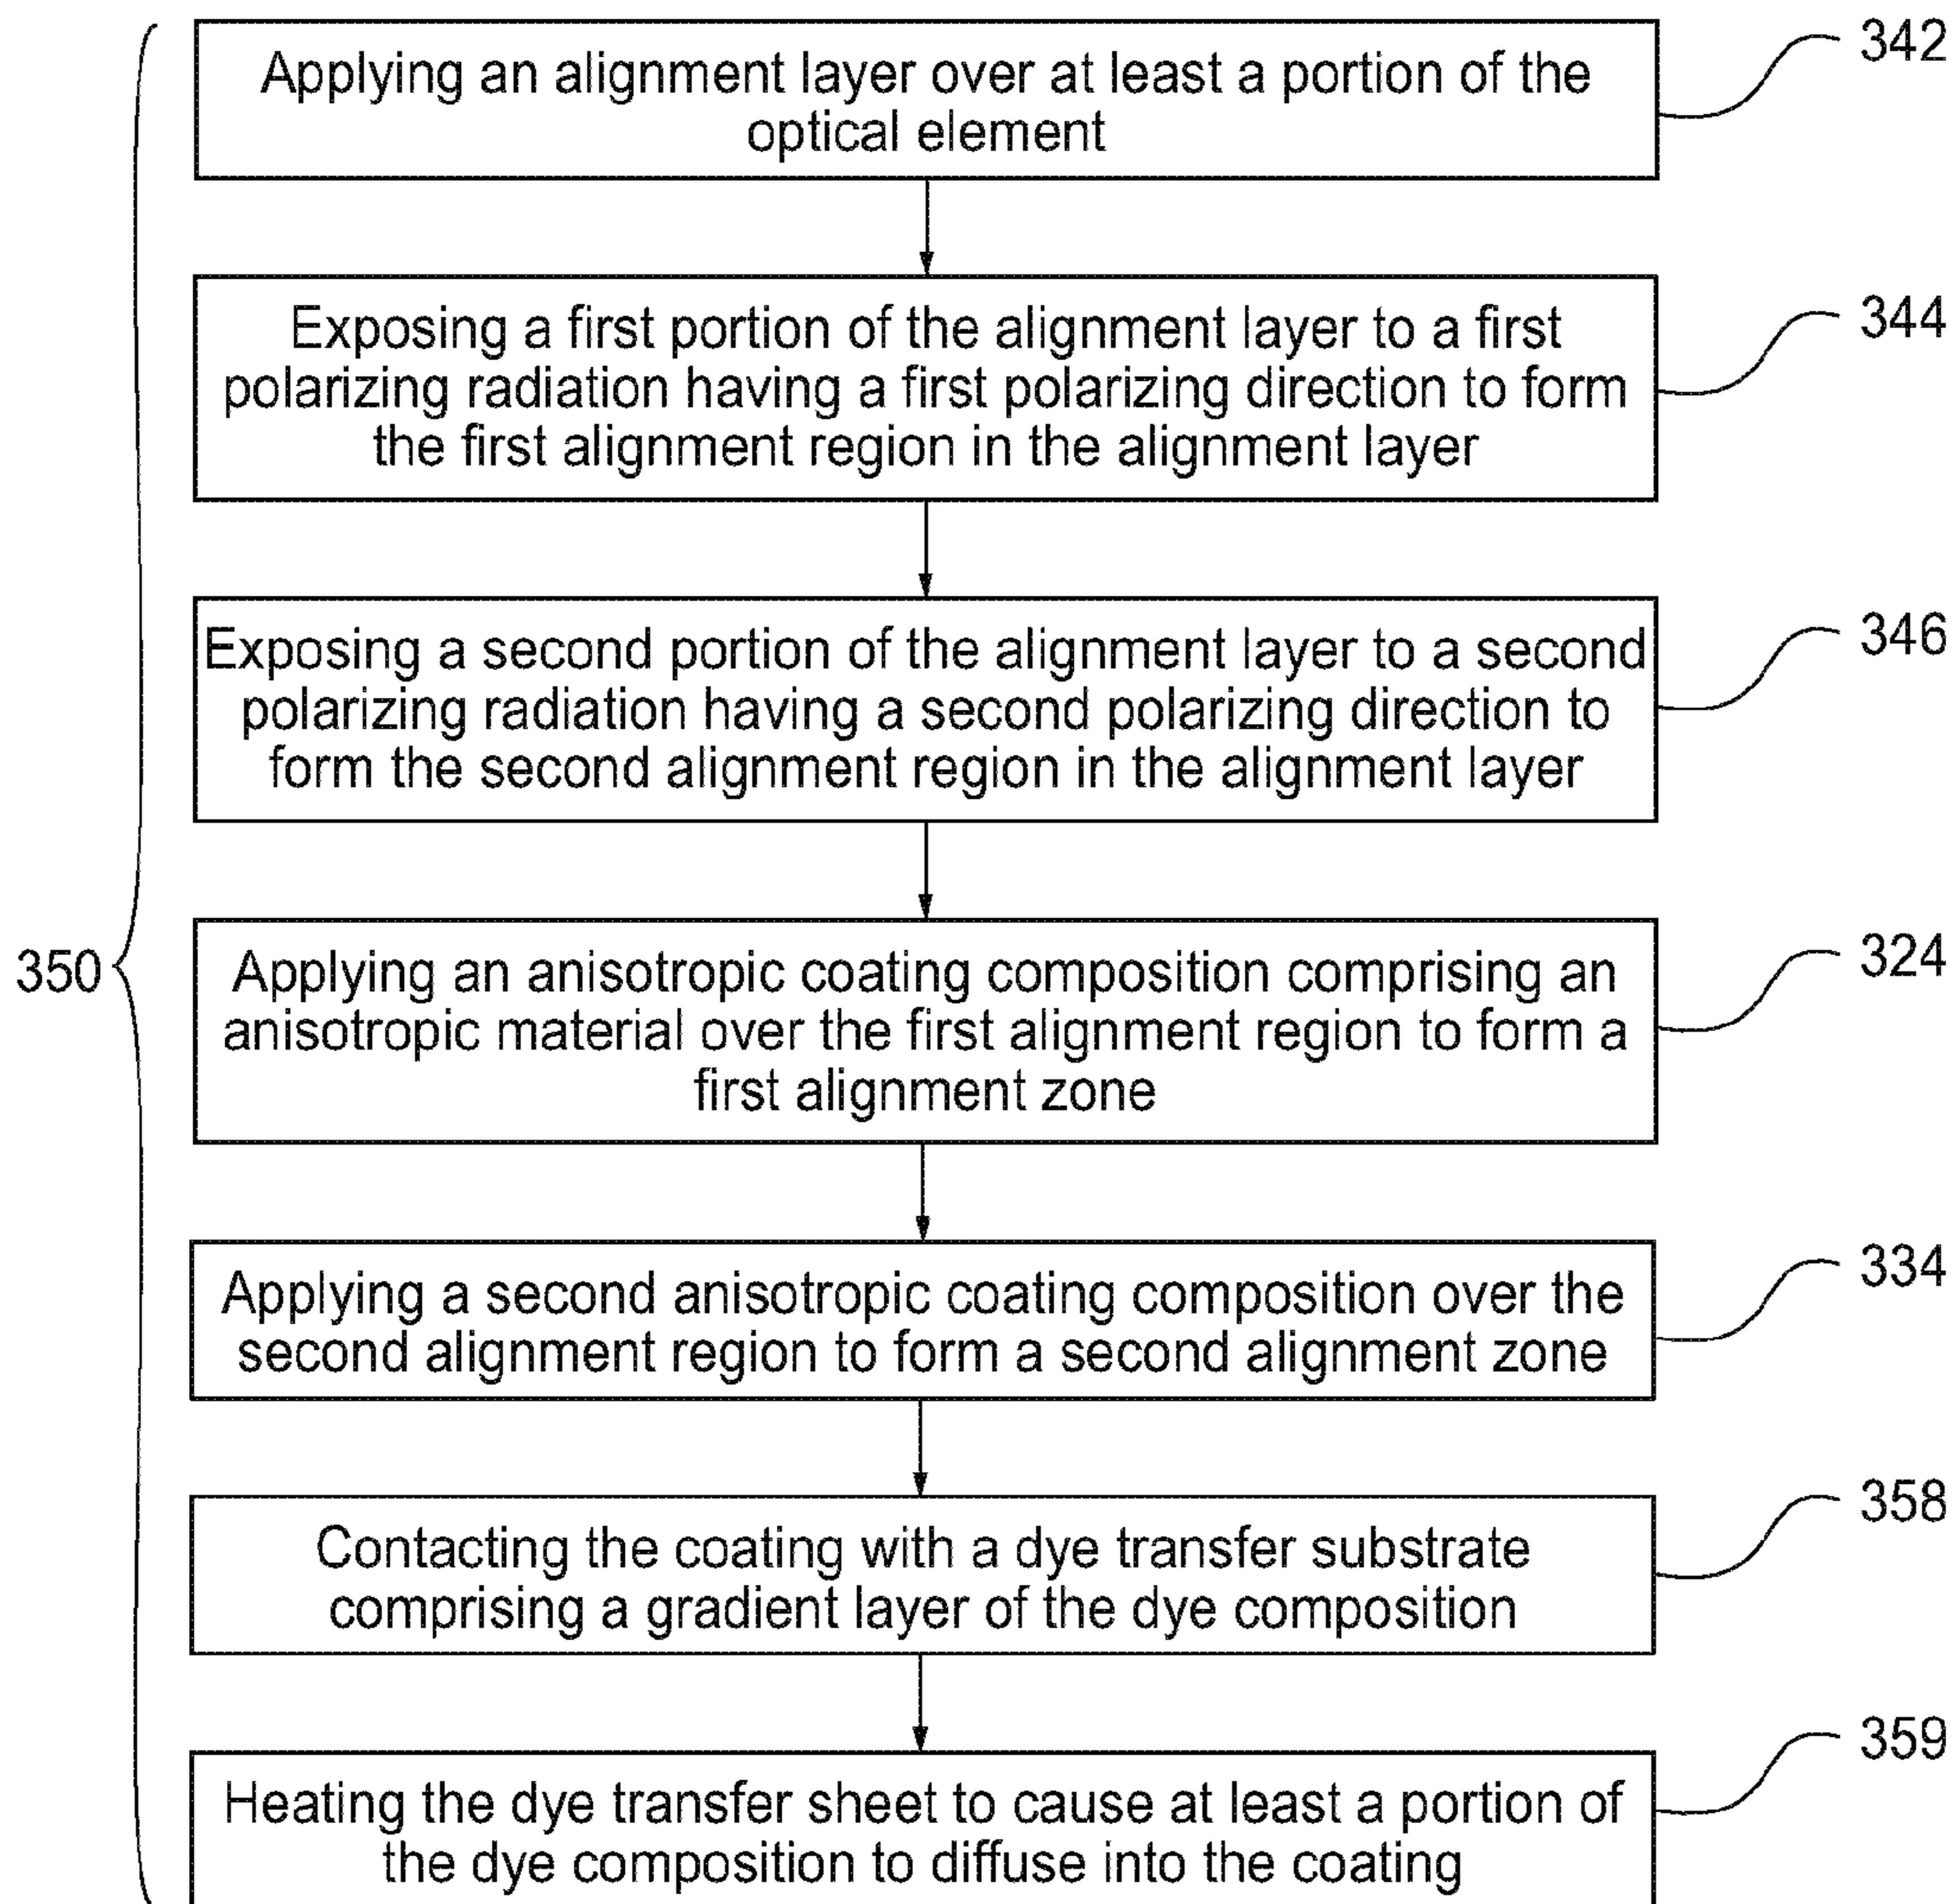 Applying an alignment layer over at least a portion of the
optical element
342
Exposing a first portion of the alignment layer to a first
polarizing radiation having a first polarizing direction to form
the first alignment region in the alignment layer
344
Exposing a second portion of the alignment layer to a second
polarizing radiation having a second polarizing direction to
form the second alignment region in the alignment layer
346
350
Applying an anisotropic coating composition comprising an
anisotropic material over the first alignment region to form a
first alignment zone
324
Applying a second anisotropic coating composition over the
second alignment region to form a second alignment zone
334
Contacting the coating with a dye transfer substrate
comprising a gradient layer of the dye composition
358
Heating the dye transfer sheet to cause at least a portion of
the dye composition to diffuse into the coating
359